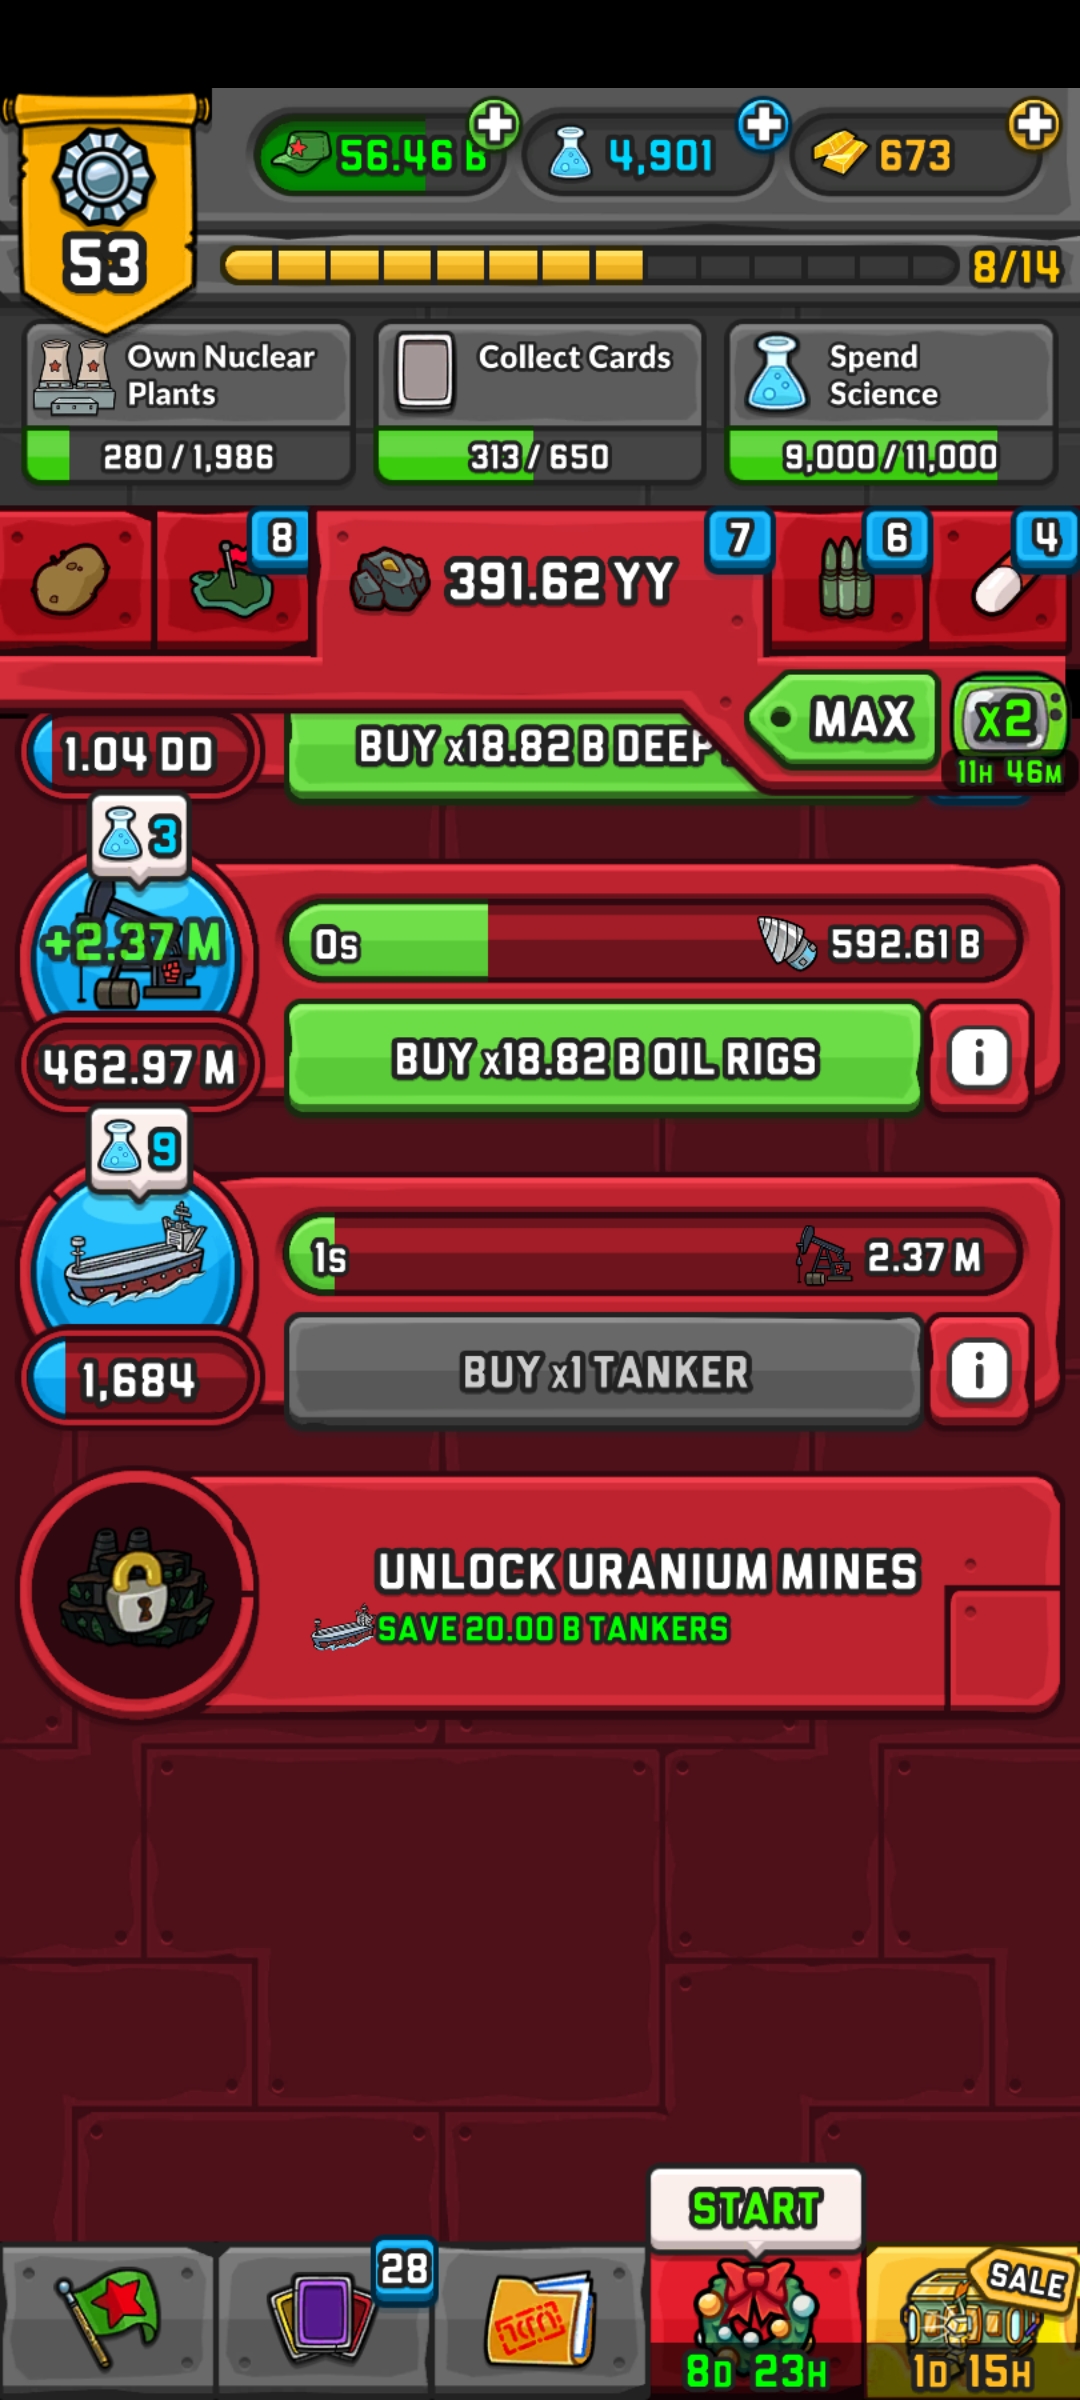 56.46 B
4,901
673
53
8/14
Own Nuclear
Plants
280 / 1,986
Collect Cards
313 / 650
Spend
Science
9,000 / 11,000
8
391.62 YY
7
6
4
MAX
x2
11H 46M
1.04 DD
BUY x18.82 B DEEP
3
+2.37 M
0s
592.61 B
462.97 M
BUY x18.82 B OIL RIGS
i
9
1s
2.37 M
1,684
BUY x1 TANKER
i
UNLOCK URANIUM MINES
SAVE 20.00 B TANKERS
START
28
SALE
8D 23H
1D 15H